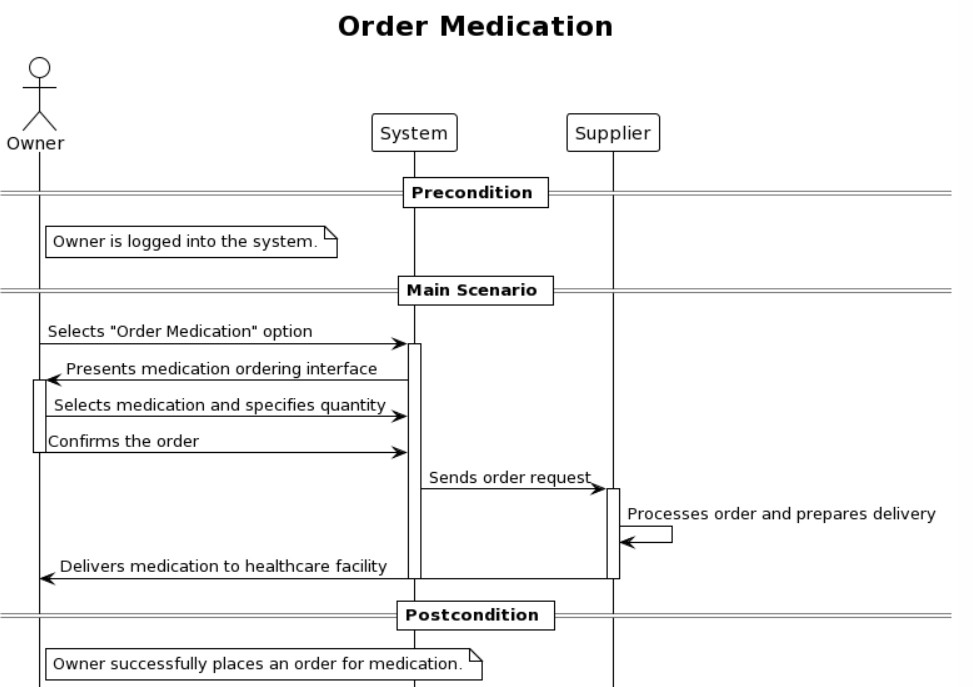 Order Medication
Owner
System
Supplier
Precondition
Owner is logged into the system.
Main Scenario
Selects "Order Medication" option
Presents medication ordering interface
Selects medication and specifies quantity
Confirms the order
Sends order request
Processes order and prepares delivery
Delivers medication to healthcare facility
Postcondition
Owner successfully places an order for medication.